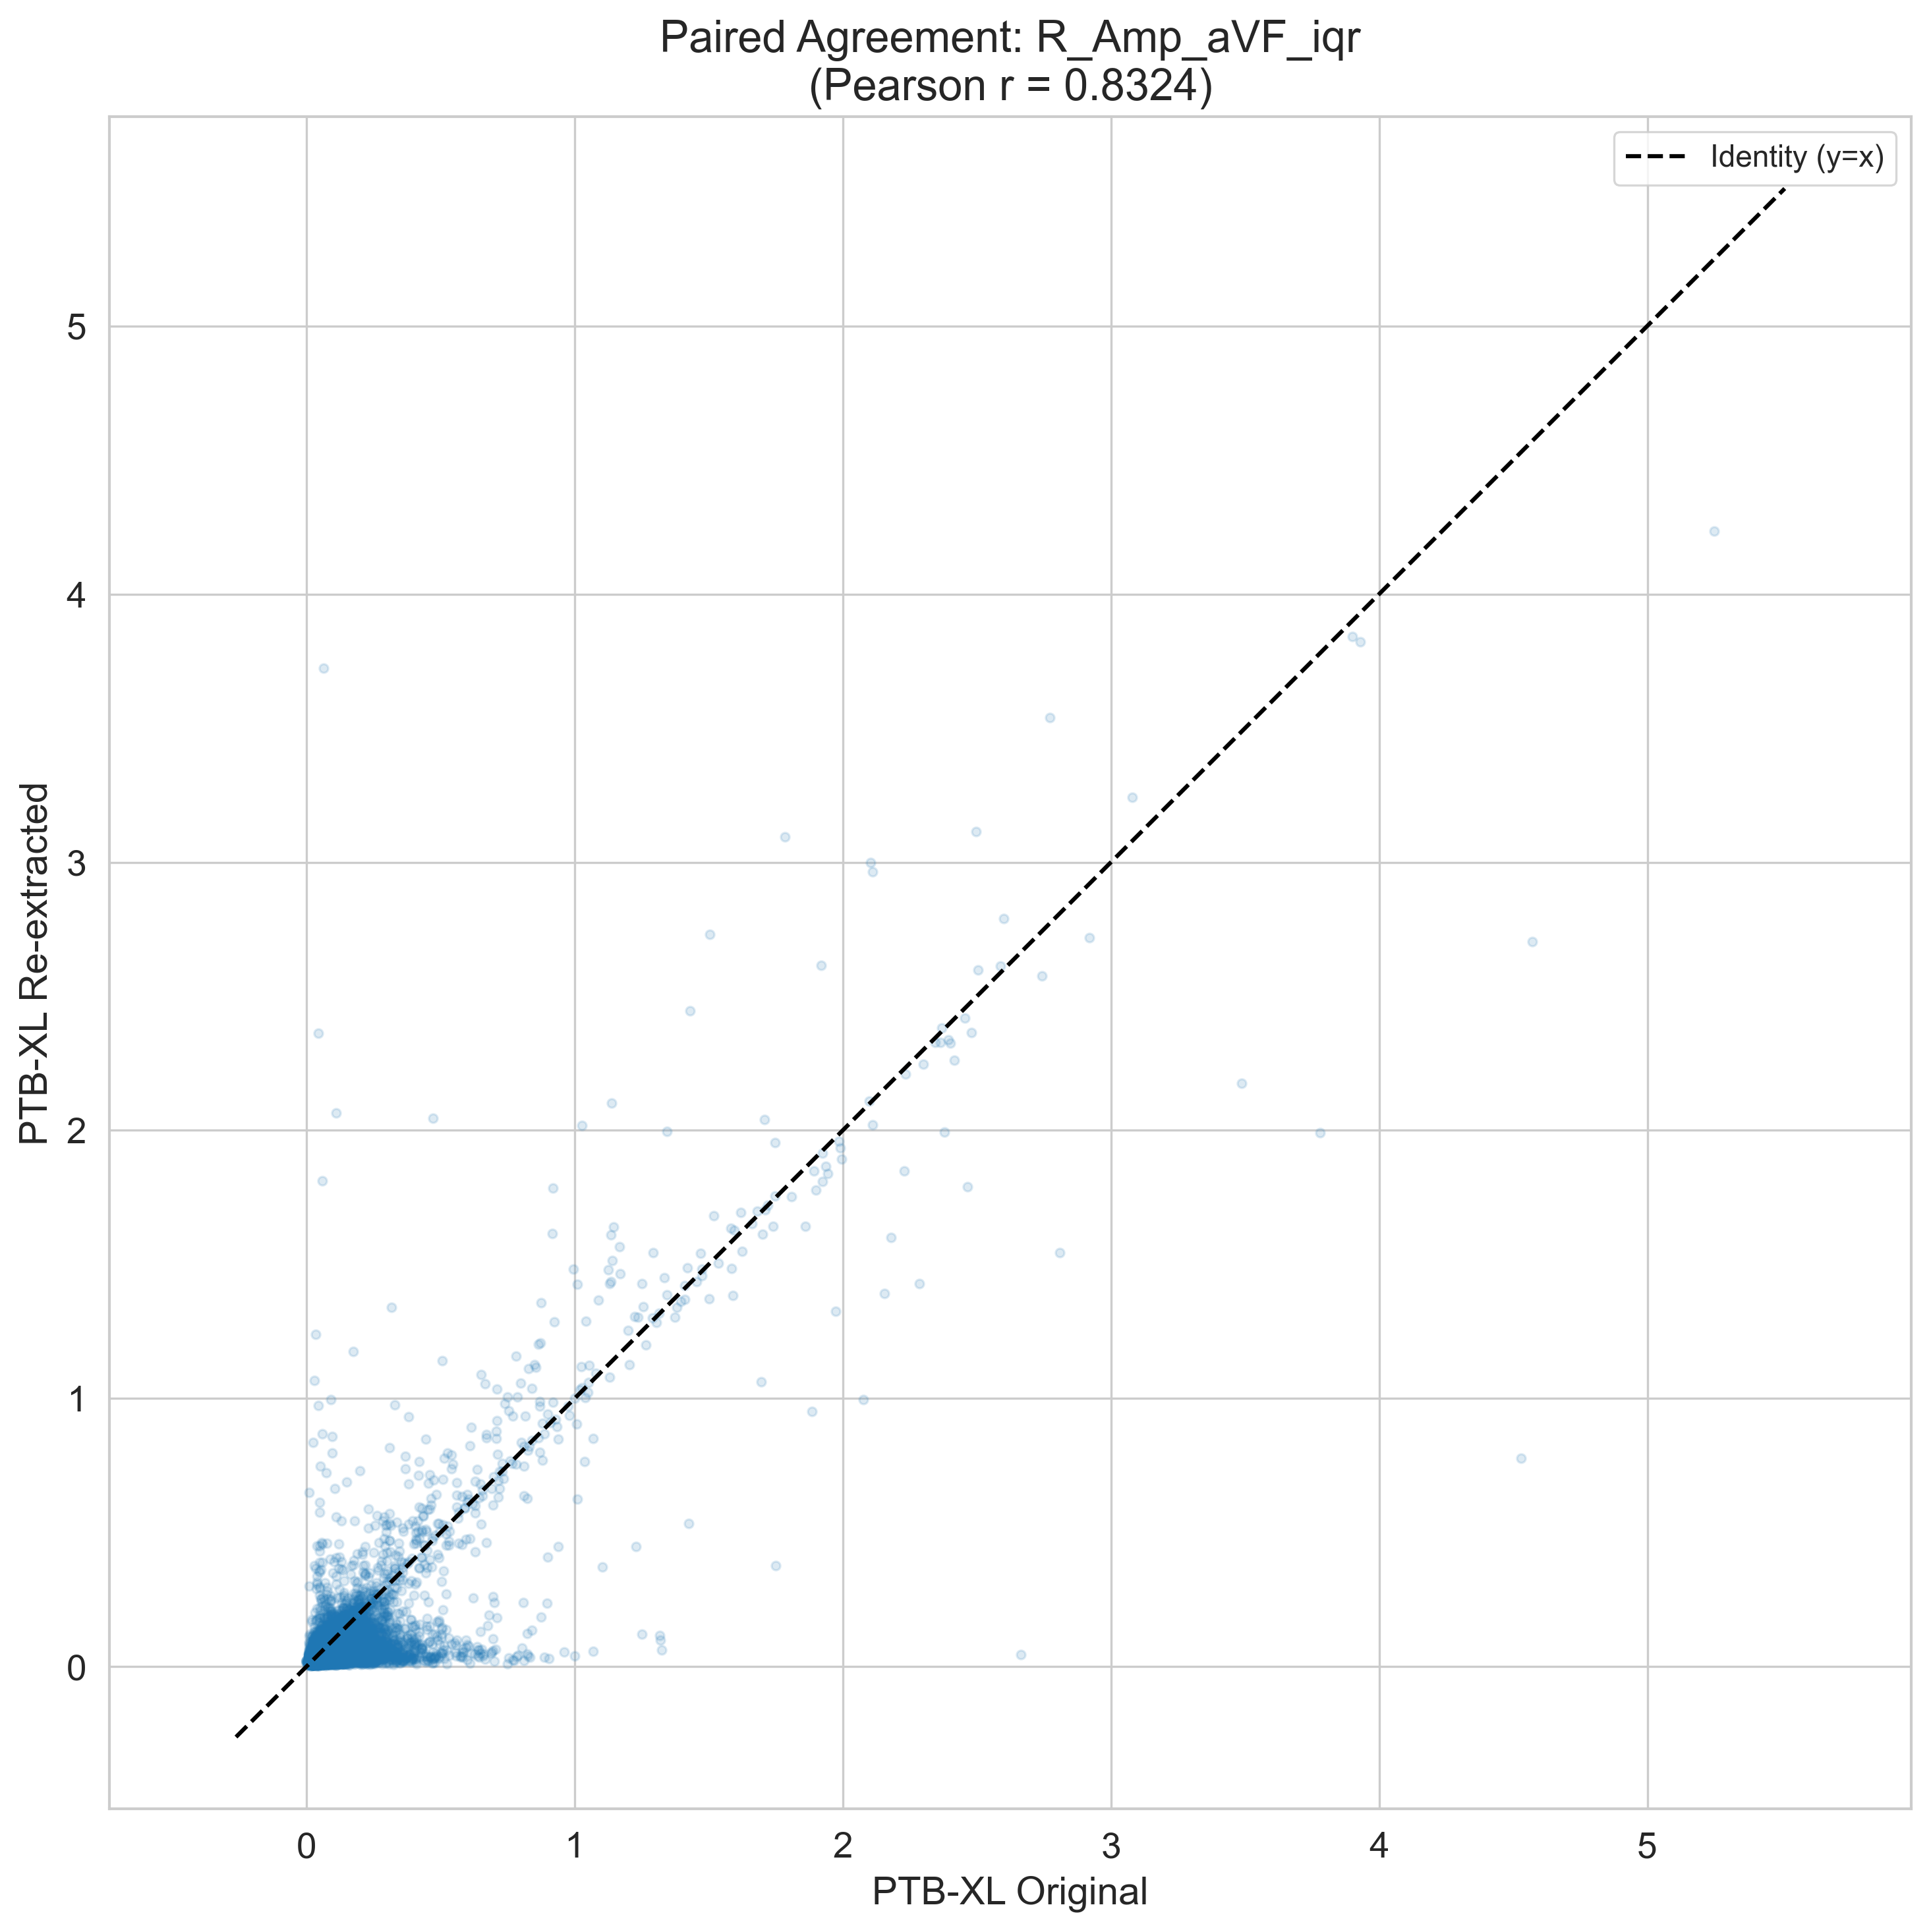 Paired Agreement: R_Amp_aVF_iqr
(Pearson r = 0.8324)
Identity (y=x)
5
4
3
2
1
0
PTB-XL Re-extracted
0 1 2 3 4 5
PTB-XL Original